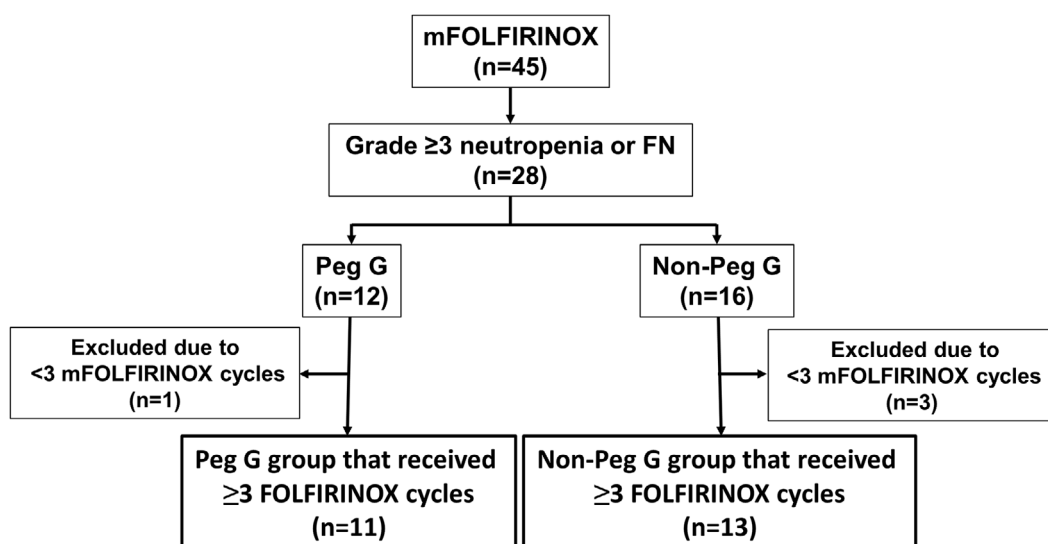 mFOLFIRINOX
(n=45)
Grade ≥3 neutropenia or FN
(n=28)
Peg G
(n=12)
Non-Peg G
(n=16)
Excluded due to
<3 mFOLFIRINOX cycles
(n=1)
Excluded due to
<3 mFOLFIRINOX cycles
(n=3)
Peg G group that received
≥3 FOLFIRINOX cycles
(n=11)
Non-Peg G group that received
≥3 FOLFIRINOX cycles
(n=13)